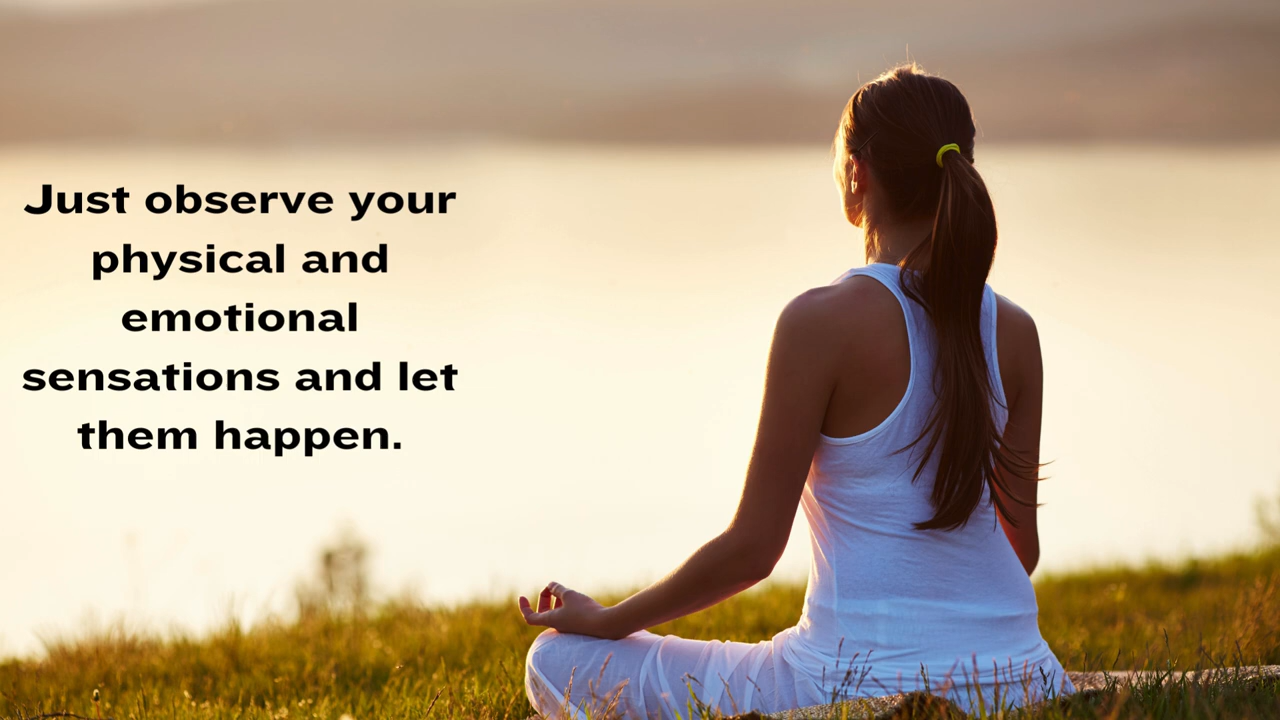 Just observe your
physical and
emotional
sensations and let
them happen.